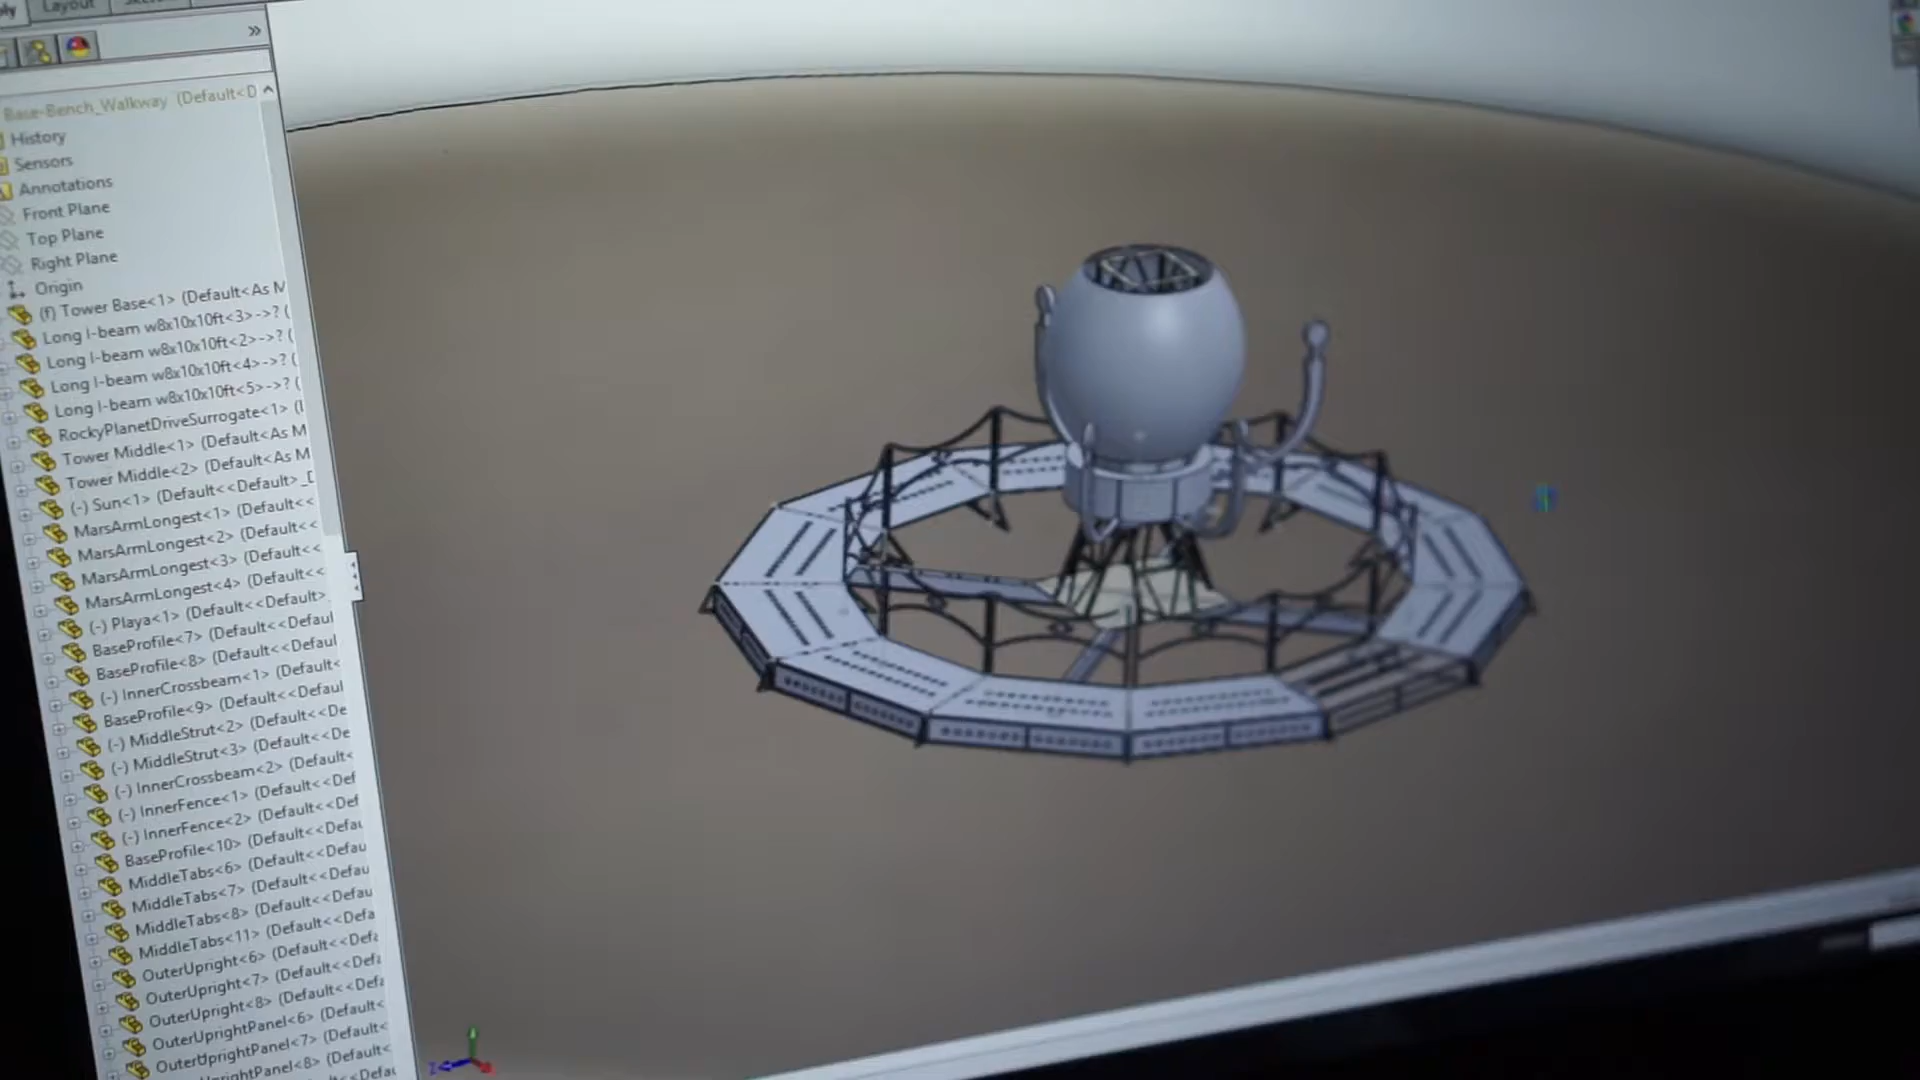 Layout
Base-Bench_Walkway (Default<D
History
Sensors
Annotations
Front Plane
Top Plane
Right Plane
Origin
(f) Tower Base<1> (Default<As M
Long I-beam w8x10x10ft<3>->? (
Long I-beam w8x10x10ft<2>->? (
Long I-beam w8x10x10ft<4>->? (
Long I-beam w8x10x10ft<5>->? (
RockyPlanetDriveSurrogate<1> (
Tower Middle<1> (Default<As M
Tower Middle<2> (Default<As M
(-) Sun<1> (Default<<Default>_D
MarsArmLongest<1> (Default<<
MarsArmLongest<2> (Default<<
MarsArmLongest<3> (Default<<
MarsArmLongest<4> (Default<<
(-) Playa<1> (Default<<Default>
BaseProfile<7> (Default<<Defaul
BaseProfile<8> (Default<<Defaul
(-) InnerCrossbeam<1> (Default<
BaseProfile<9> (Default<<Defaul
(-) MiddleStrut<2> (Default<<De
(-) MiddleStrut<3> (Default<<De
(-) InnerCrossbeam<2> (Default<
(-) InnerFence<1> (Default<<Def
(-) InnerFence<2> (Default<<Def
BaseProfile<10> (Default<<Defau
MiddleTabs<6> (Default<<Defau
MiddleTabs<7> (Default<<Defau
MiddleTabs<8> (Default<<Defau
MiddleTabs<11> (Default<<Defa
OuterUpright<6> (Default<<Defa
OuterUpright<7> (Default<<Defa
OuterUpright<8> (Default<<Defa
OuterUprightPanel<6> (Default<
OuterUprightPanel<7> (Default<
UprightPanel<8> (Default<